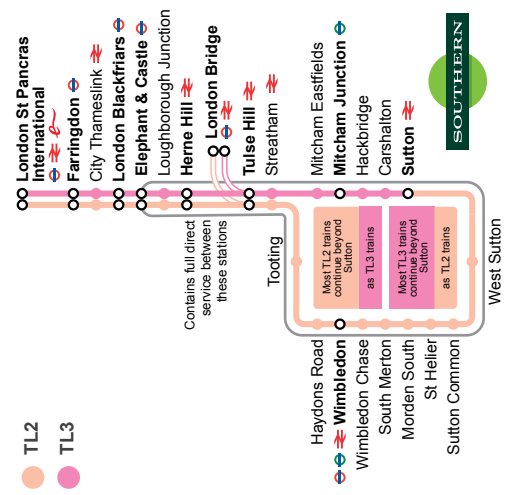 TL2
TL3
London St Pancras
International
Farringdon
City Thameslink
London Blackfriars
Elephant & Castle
Loughborough Junction
Herne Hill
London Bridge
Tulse Hill
Streatham
Mitcham Eastfields
Mitcham Junction
Hackbridge
Carshalton
Sutton
SOUTHERN
Contains full direct
service between
these stations
Tooting
Most TL2 trains
continue beyond
Sutton
as TL3 trains
Most TL3 trains
continue beyond
Sutton
as TL2 trains
West Sutton
Haydons Road
Wimbledon
Wimbledon Chase
South Merton
Morden South
St Helier
Sutton Common